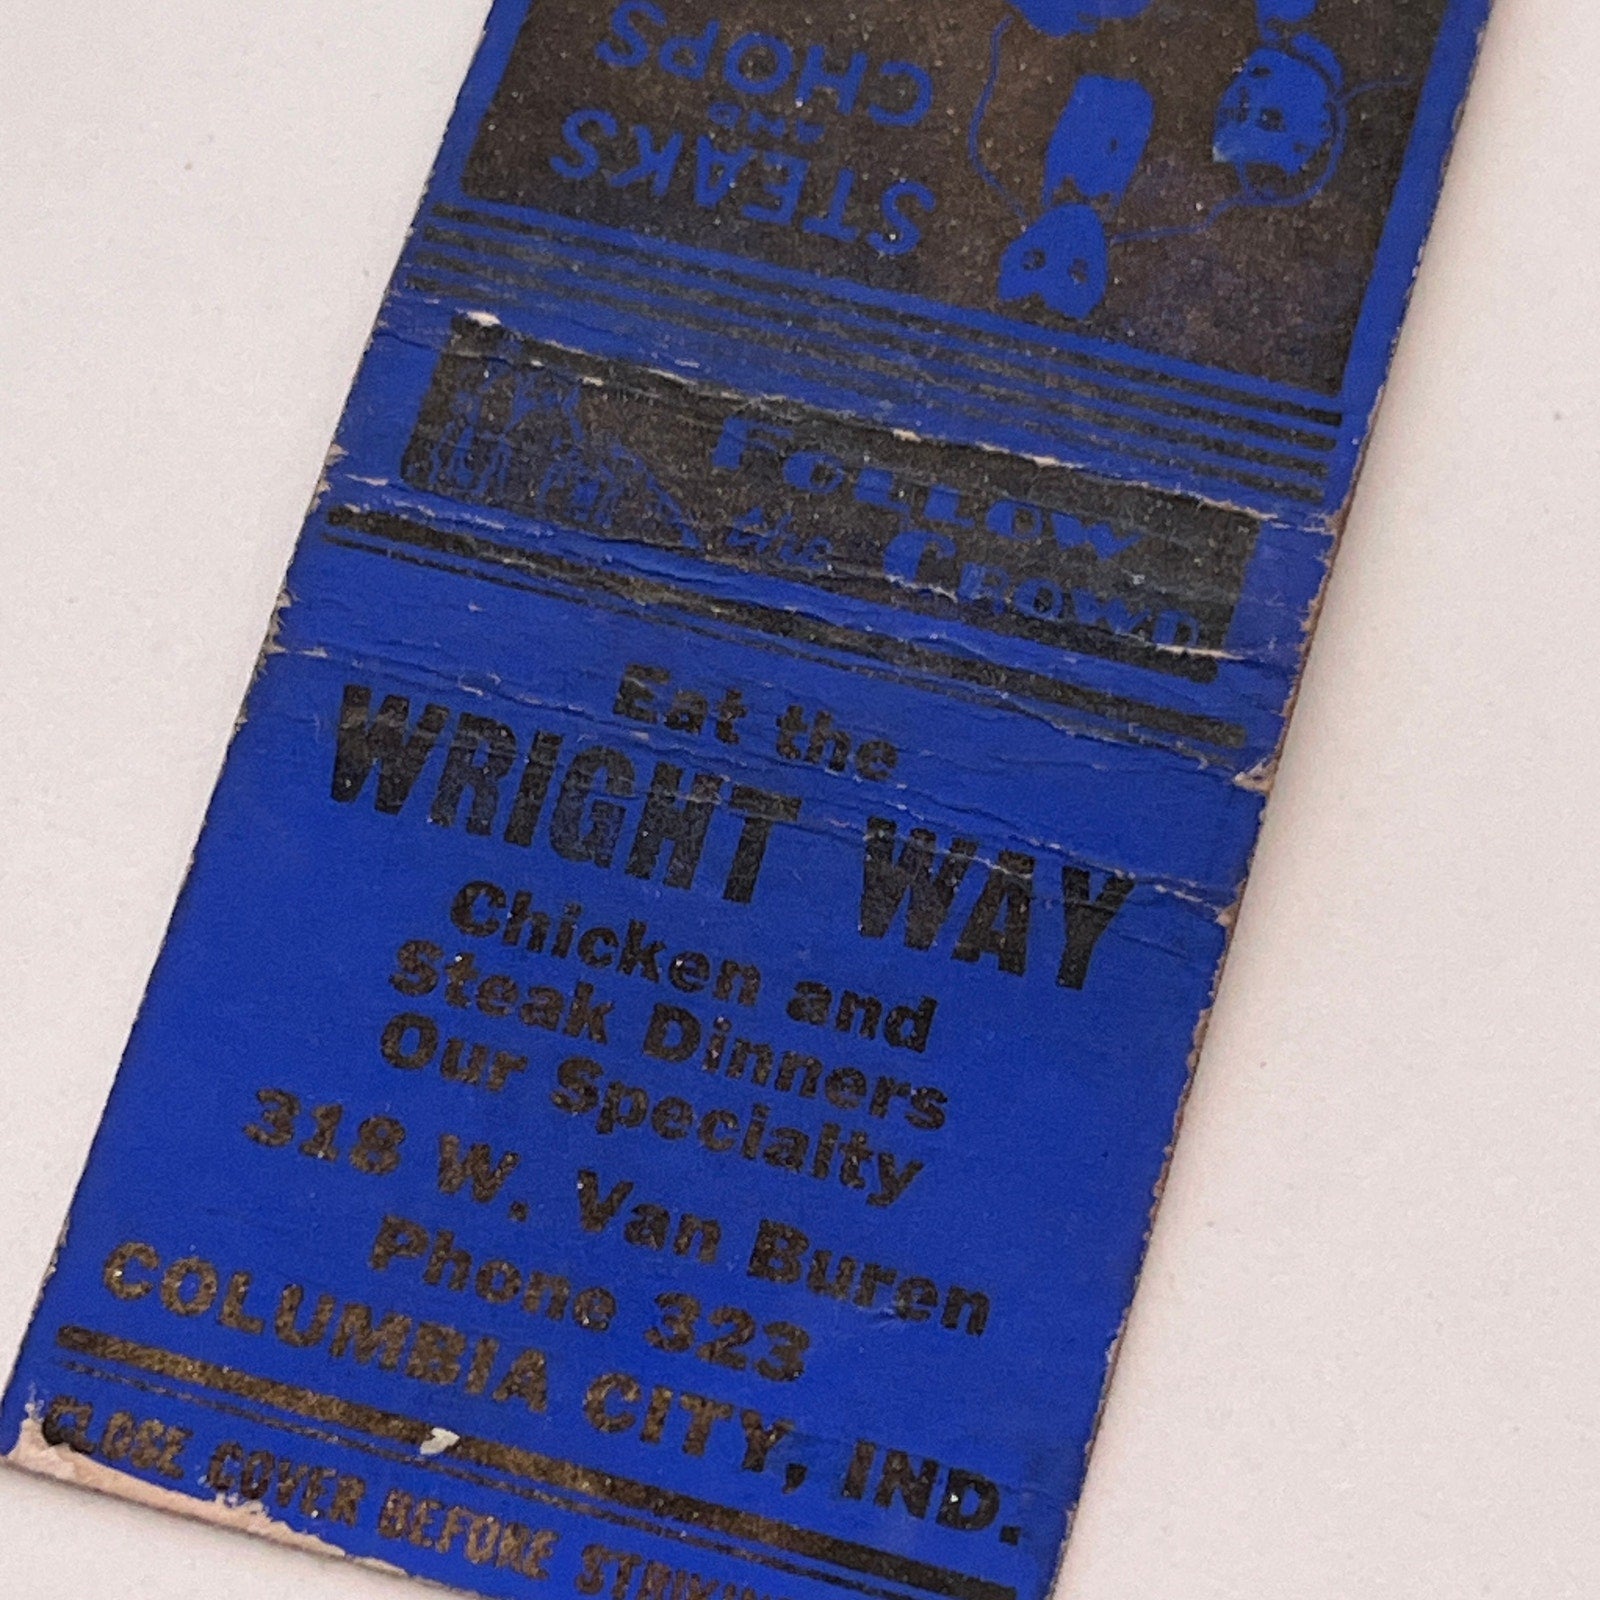 STEAKS
AND
CHOPS
FOLLOW
the CROWD
Eat the
WRIGHT WAY
Chicken and
Steak Dinners
Our Specialty
318 W. Van Buren
Phone 323
COLUMBIA CITY, IND.
CLOSE COVER BEFORE